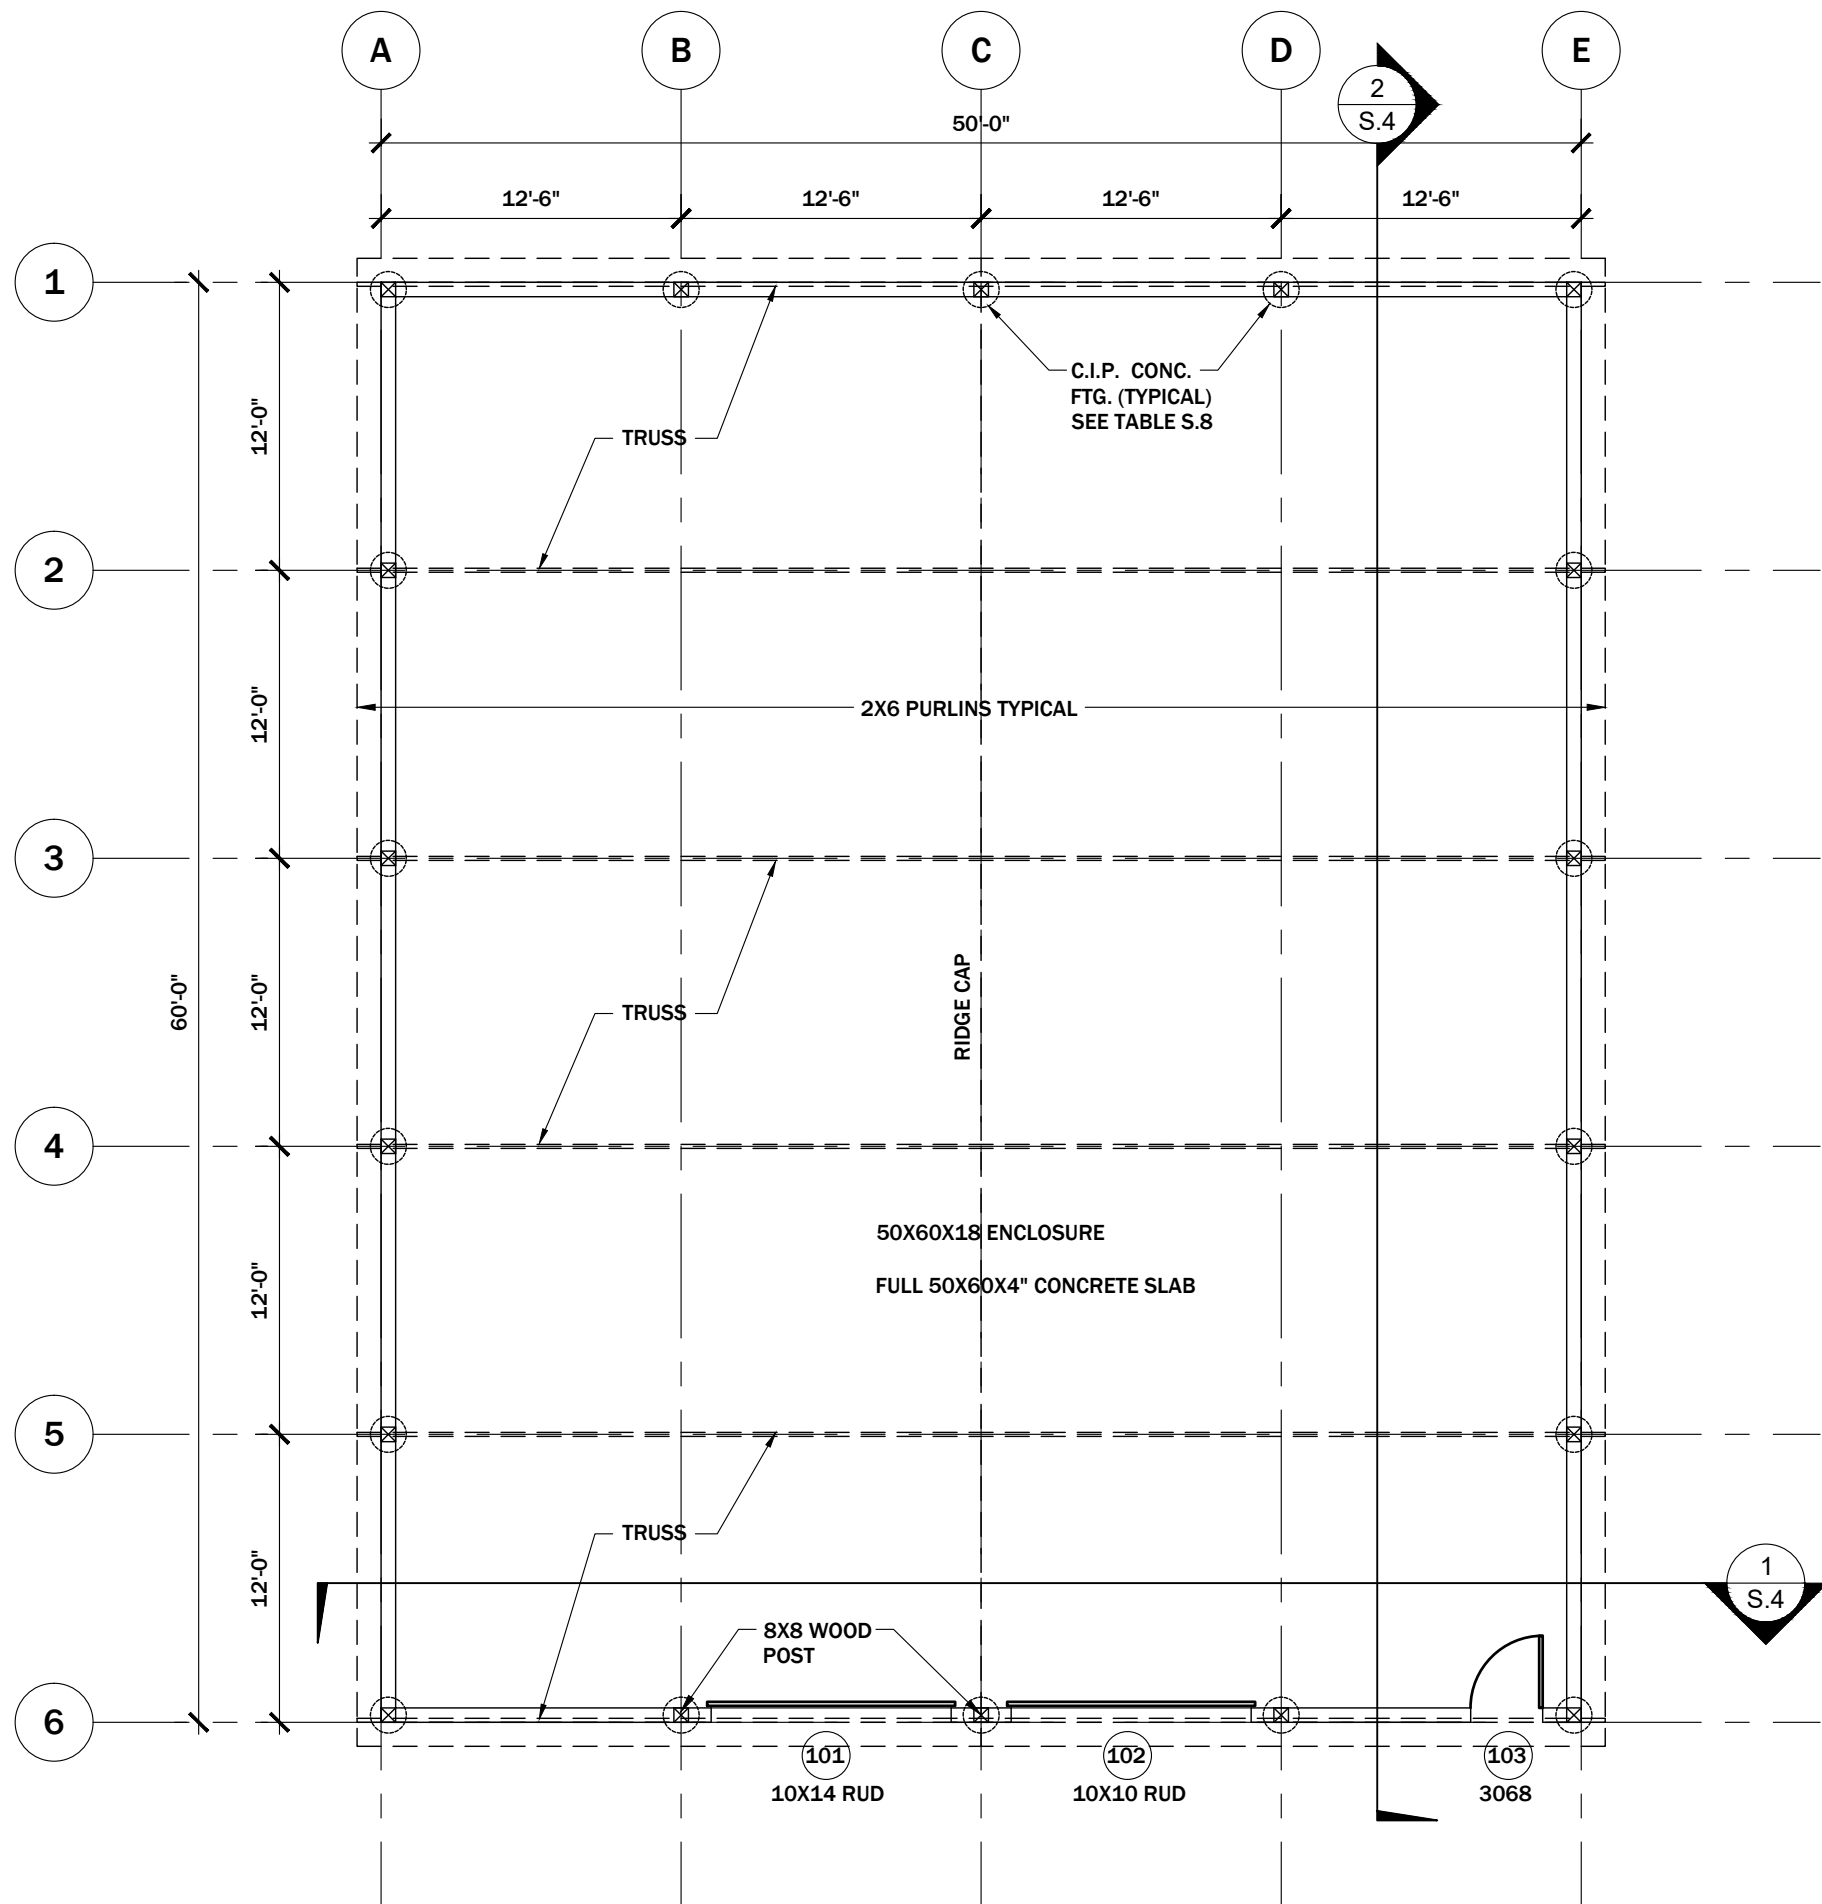 A
B
C
D
E
2
S.4
50'-0"
12'-6"
12'-6"
12'-6"
12'-6"
1
C.I.P. CONC.
FTG. (TYPICAL)
SEE TABLE S.8
12'-0"
TRUSS
2
12'-0"
2X6 PURLINS TYPICAL
3
60'-0"
12'-0"
TRUSS
RIDGE CAP
4
50X60X18 ENCLOSURE
FULL 50X60X4" CONCRETE SLAB
12'-0"
5
TRUSS
12'-0"
1
S.4
8X8 WOOD
POST
6
101
10X14 RUD
102
10X10 RUD
103
3068